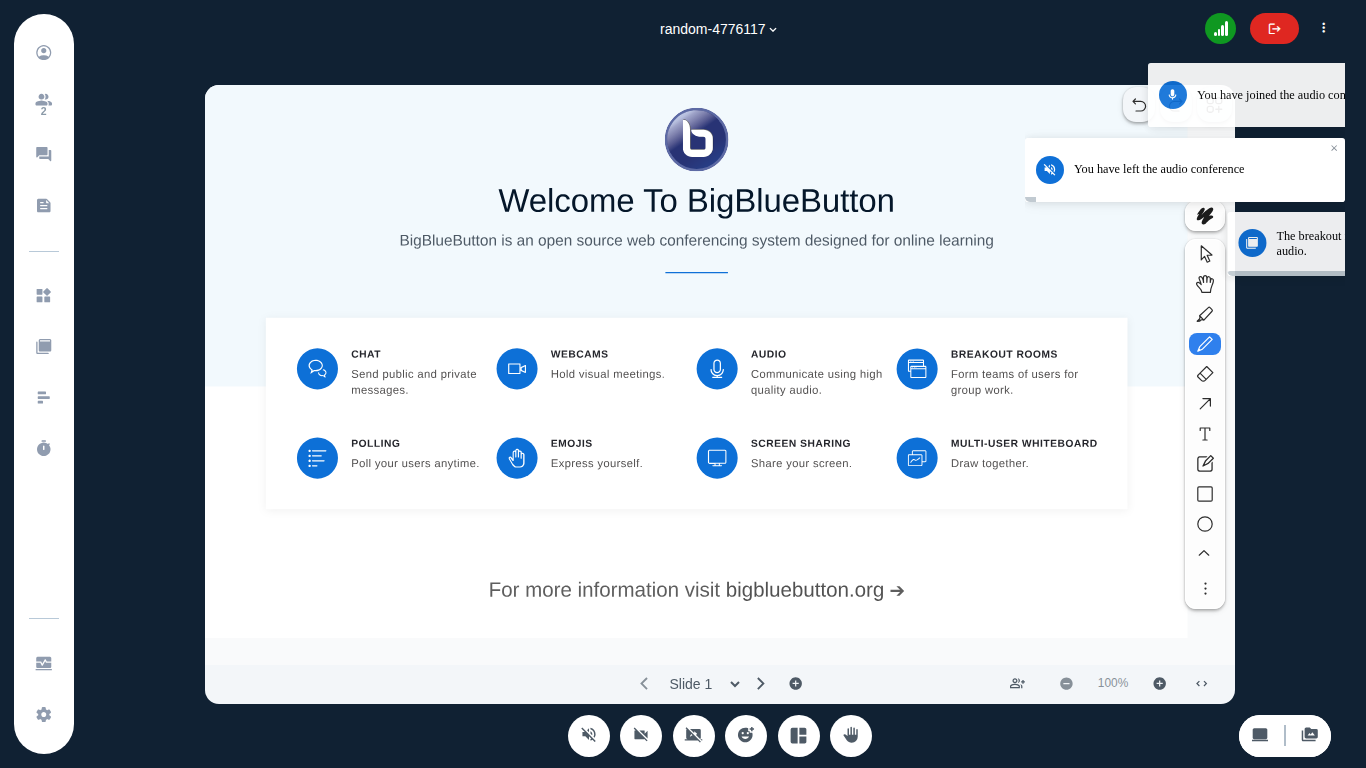 random-4776117
2
You have joined the audio con
You have left the audio conference
The breakout
audio.
Welcome To BigBlueButton
BigBlueButton is an open source web conferencing system designed for online learning
CHAT
Send public and private
messages.
WEBCAMS
Hold visual meetings.
AUDIO
Communicate using high
quality audio.
BREAKOUT ROOMS
Form teams of users for
group work.
POLLING
Poll your users anytime.
EMOJIS
Express yourself.
SCREEN SHARING
Share your screen.
MULTI-USER WHITEBOARD
Draw together.
For more information visit bigbluebutton.org ➔
Slide 1
100%